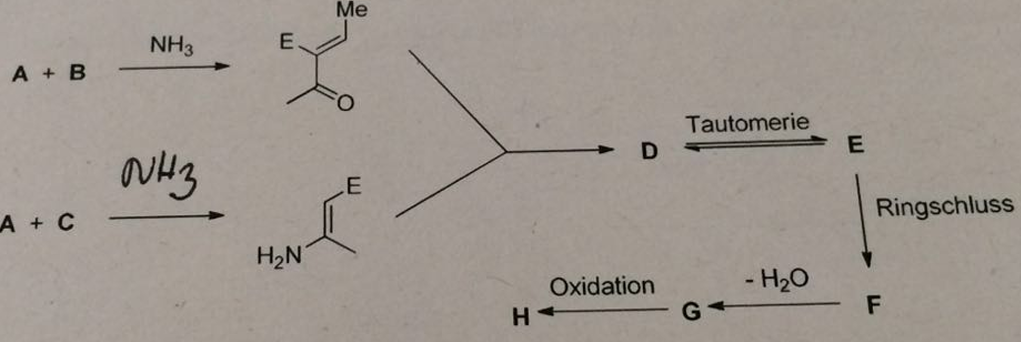 Me
NH3
E
A + B
O
Tautomerie
D
E
NH3
E
A + C
Ringschluss
H2N
Oxidation
- H2O
H
G
F